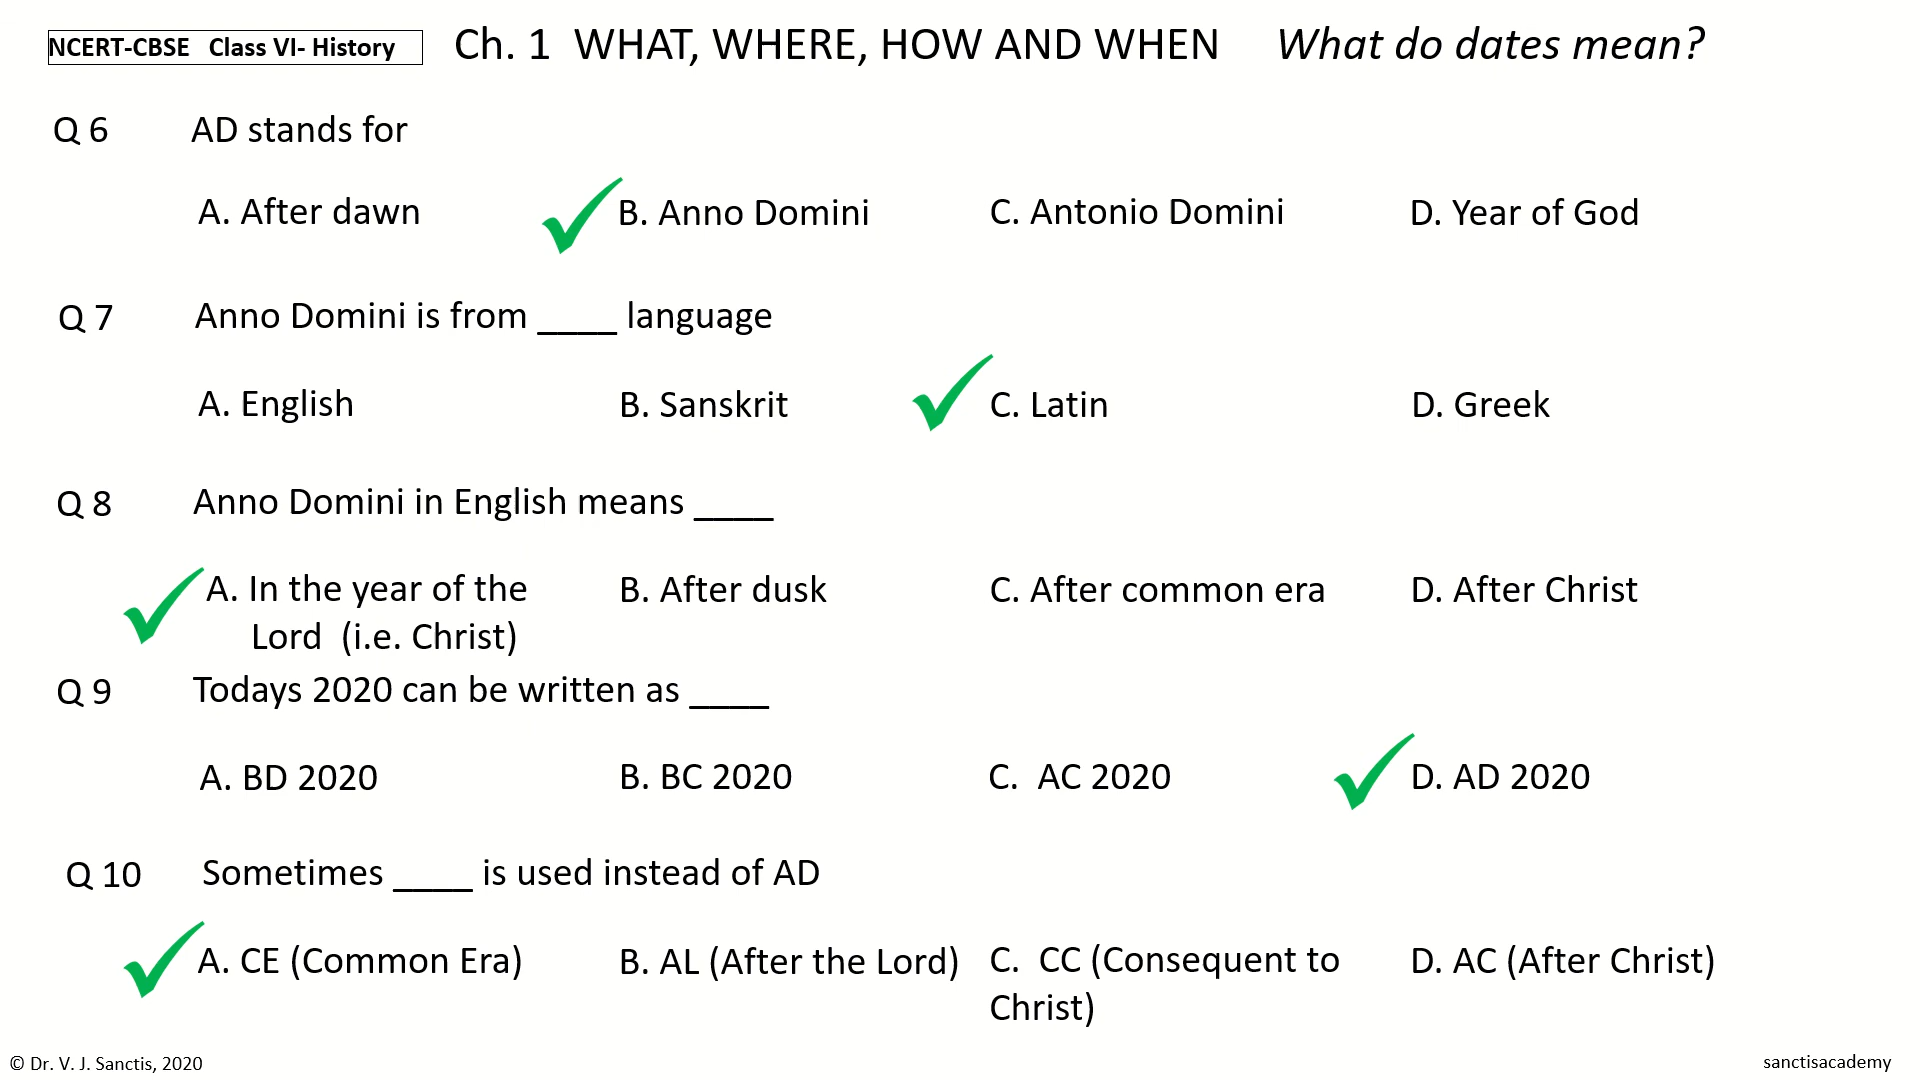 NCERT-CBSE Class VI- History Ch. 1 WHAT, WHERE, HOW AND WHEN What do dates mean?
Q 6 AD stands for
A. After dawn B. Anno Domini C. Antonio Domini D. Year of God
Q 7 Anno Domini is from ____ language
A. English B. Sanskrit C. Latin D. Greek
Q 8 Anno Domini in English means ____
A. In the year of the B. After dusk C. After common era D. After Christ
Lord (i.e. Christ)
Q 9 Todays 2020 can be written as ____
A. BD 2020 B. BC 2020 C. AC 2020 D. AD 2020
Q 10 Sometimes ____ is used instead of AD
A. CE (Common Era) B. AL (After the Lord) C. CC (Consequent to D. AC (After Christ)
Christ)
© Dr. V. J. Sanctis, 2020 sanctisacademy